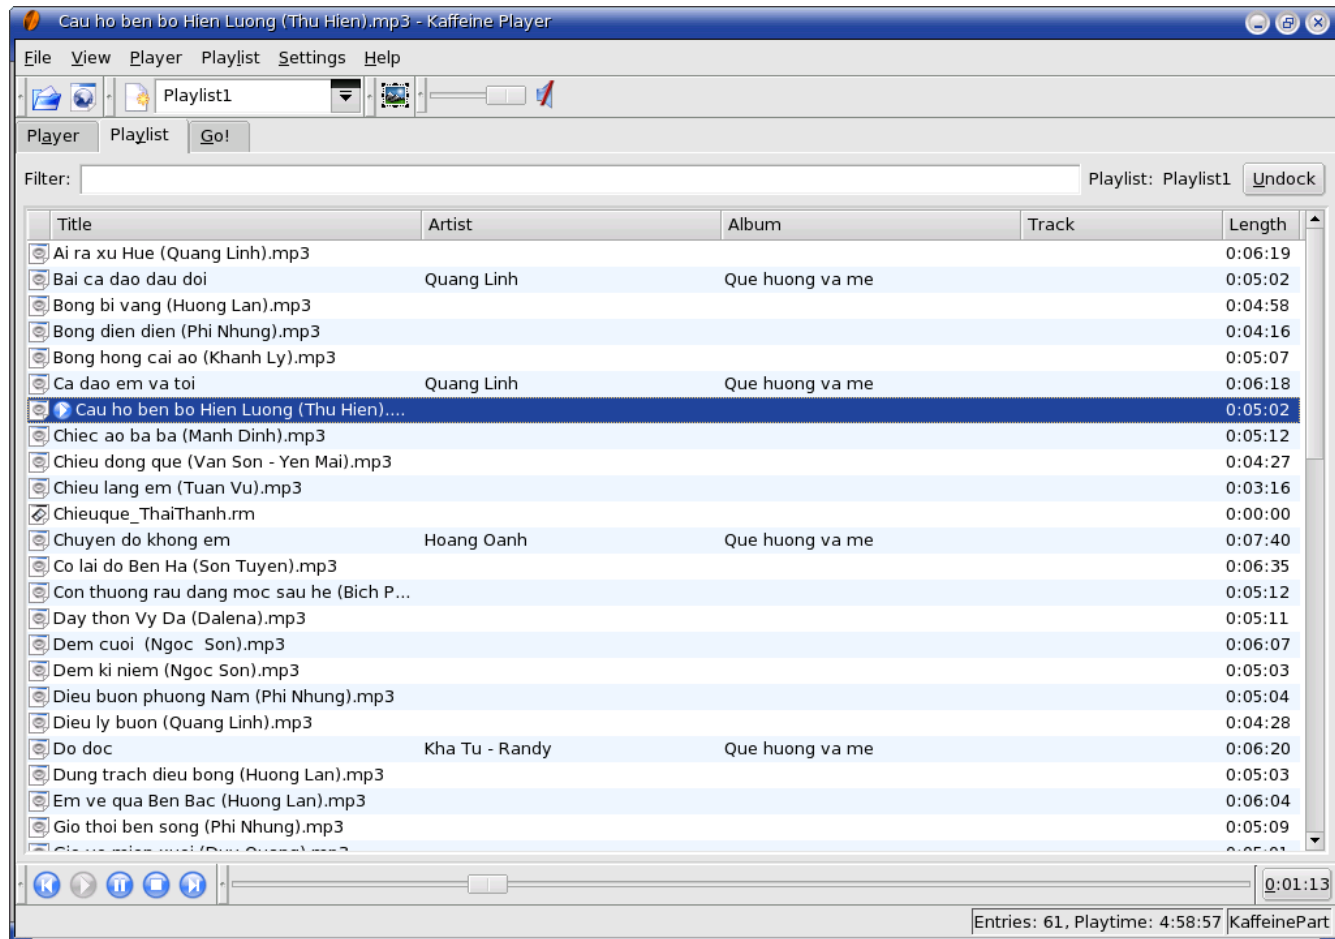 Cau ho ben bo Hien Luong (Thu Hien).mp3 - Kaffeine Player
File View Player Playlist Settings Help
Playlist1
Player Playlist Go!
Filter: Playlist: Playlist1 Undock
Title Artist Album Track Length
Ai ra xu Hue (Quang Linh).mp3 0:06:19
Bai ca dao dau doi Quang Linh Que huong va me 0:05:02
Bong bi vang (Huong Lan).mp3 0:04:58
Bong dien dien (Phi Nhung).mp3 0:04:16
Bong hong cai ao (Khanh Ly).mp3 0:05:07
Ca dao em va toi Quang Linh Que huong va me 0:06:18
Cau ho ben bo Hien Luong (Thu Hien).... 0:05:02
Chiec ao ba ba (Manh Dinh).mp3 0:05:12
Chieu dong que (Van Son - Yen Mai).mp3 0:04:27
Chieu lang em (Tuan Vu).mp3 0:03:16
Chieuque_ThaiThanh.rm 0:00:00
Chuyen do khong em Hoang Oanh Que huong va me 0:07:40
Co lai do Ben Ha (Son Tuyen).mp3 0:06:35
Con thuong rau dang moc sau he (Bich P... 0:05:12
Day thon Vy Da (Dalena).mp3 0:05:11
Dem cuoi (Ngoc Son).mp3 0:06:07
Dem ki niem (Ngoc Son).mp3 0:05:03
Dieu buon phuong Nam (Phi Nhung).mp3 0:05:04
Dieu ly buon (Quang Linh).mp3 0:04:28
Do doc Kha Tu - Randy Que huong va me 0:06:20
Dung trach dieu bong (Huong Lan).mp3 0:05:03
Em ve qua Ben Bac (Huong Lan).mp3 0:06:04
Gio thoi ben song (Phi Nhung).mp3 0:05:09
0:01:13
Entries: 61, Playtime: 4:58:57 KaffeinePart